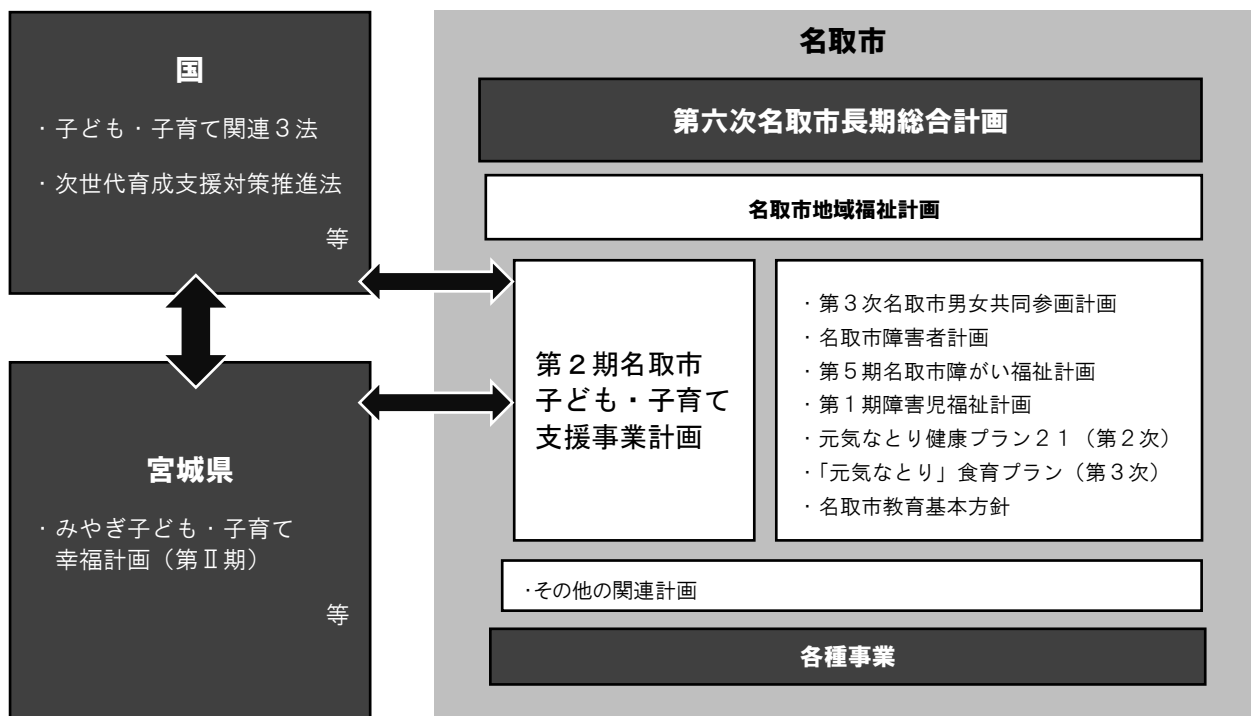 国
・子ども・子育て関連３法
・次世代育成支援対策推進法
等
宮城県
・みやぎ子ども・子育て
幸福計画（第Ⅱ期）
等
名取市
第六次名取市長期総合計画
名取市地域福祉計画
第２期名取市
子ども・子育て
支援事業計画
・第３次名取市男女共同参画計画
・名取市障害者計画
・第５期名取市障がい福祉計画
・第１期障害児福祉計画
・元気なとり健康プラン２１（第２次）
・「元気なとり」食育プラン（第３次）
・名取市教育基本方針
・その他の関連計画
各種事業